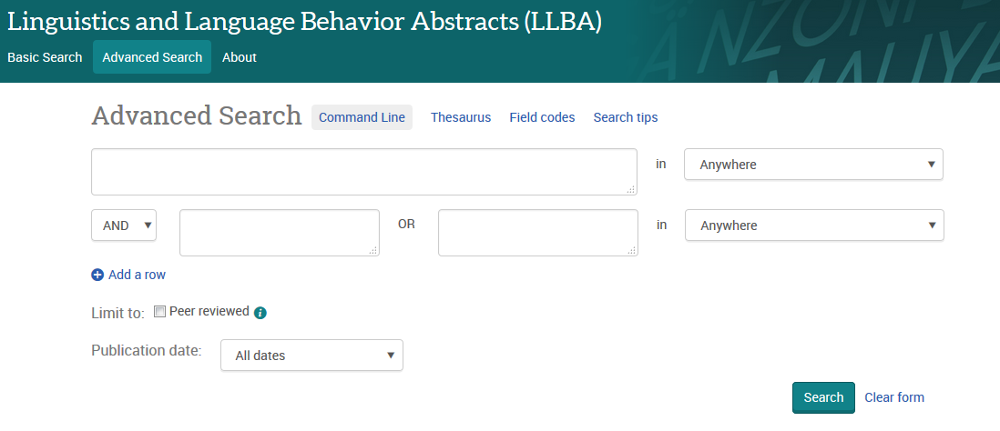 Linguistics and Language Behavior Abstracts (LLBA)
Basic Search Advanced Search About
Advanced Search Command Line Thesaurus Field codes Search tips
in Anywhere
AND OR in Anywhere
Add a row
Limit to: Peer reviewed i
Publication date: All dates
Search Clear form